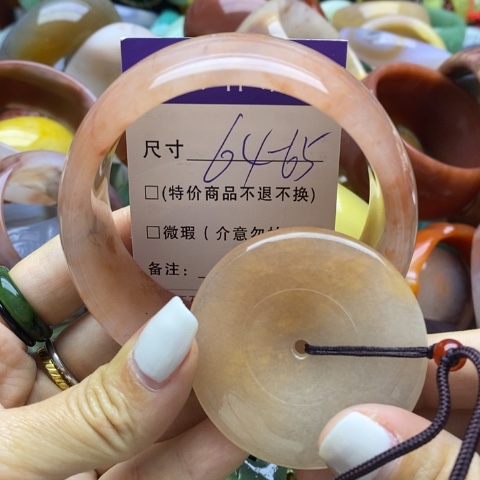 尺寸 64-65
□(特价商品不退不换)
□微瑕（介意勿
备注：